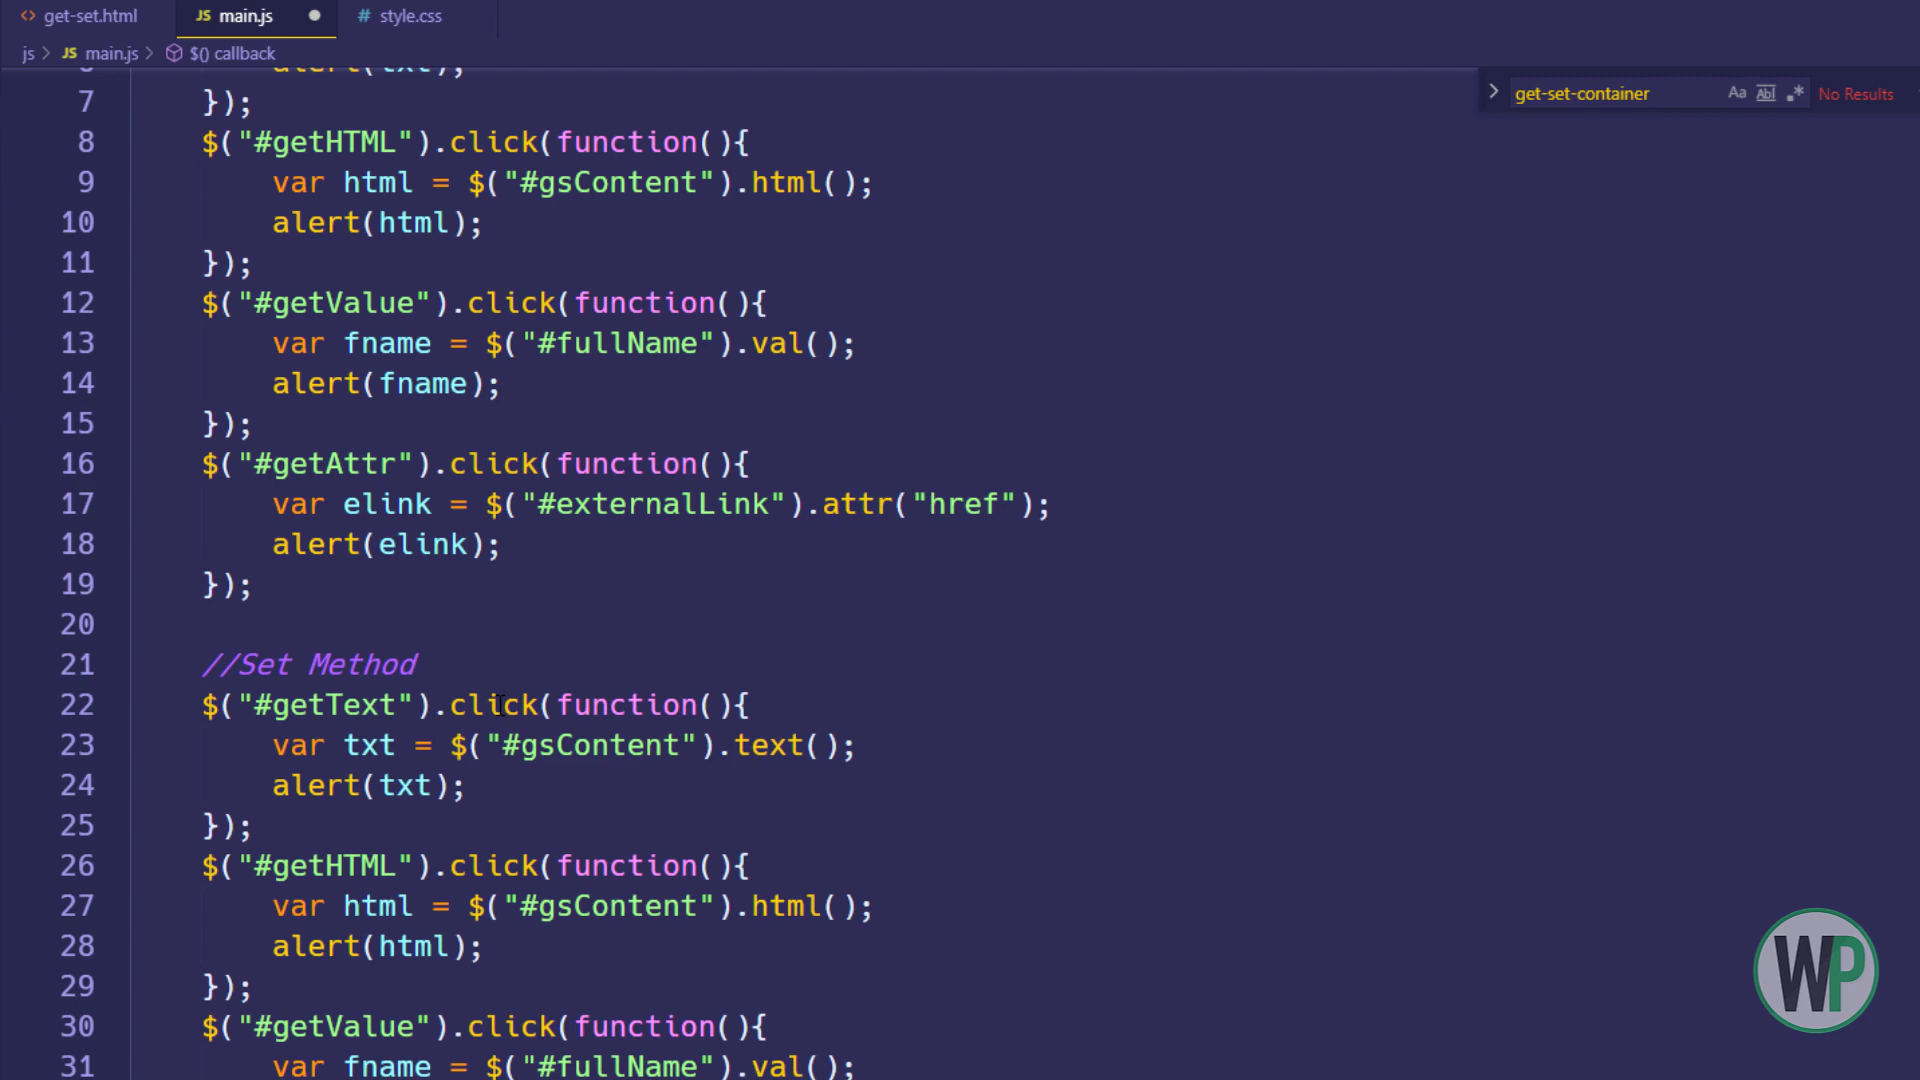 get-set.html
JS main.js
# style.css
js > JS main.js > $() callback
alert(txt);
get-set-container Aa Abl .* No Results
7 });
8 $("#getHTML").click(function(){
9 var html = $("#gsContent").html();
10 alert(html);
11 });
12 $("#getValue").click(function(){
13 var fname = $("#fullName").val();
14 alert(fname);
15 });
16 $("#getAttr").click(function(){
17 var elink = $("#externalLink").attr("href");
18 alert(elink);
19 });
20
21 //Set Method
22 $("#getText").click(function(){
23 var txt = $("#gsContent").text();
24 alert(txt);
25 });
26 $("#getHTML").click(function(){
27 var html = $("#gsContent").html();
28 alert(html);
29 });
30 $("#getValue").click(function(){
31 var fname = $("#fullName").val();
WP